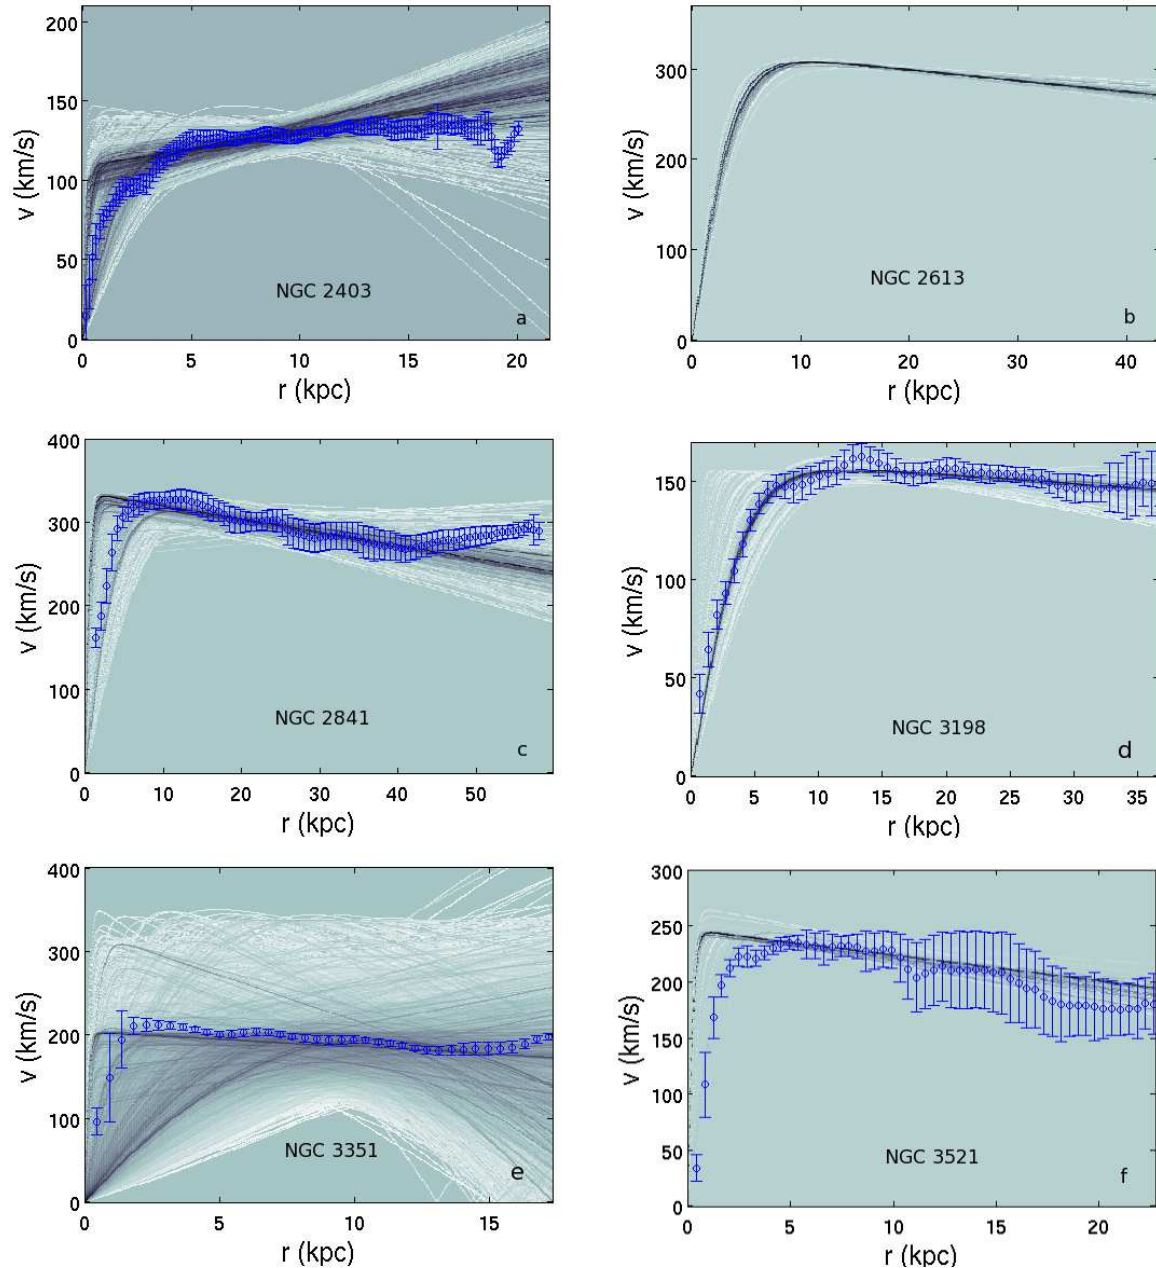 200
150
100
50
0
v (km/s)
NGC 2403
a
0 5 10 15 20
r (kpc)
300
200
100
0
v (km/s)
NGC 2613
b
0 10 20 30 40
r (kpc)
400
300
200
100
0
v (km/s)
NGC 2841
c
0 10 20 30 40 50
r (kpc)
150
100
50
0
v (km/s)
NGC 3198
d
0 5 10 15 20 25 30 35
r (kpc)
400
300
200
100
0
v (km/s)
NGC 3351
e
0 5 10 15
r (kpc)
300
250
200
150
100
50
0
v (km/s)
NGC 3521
f
0 5 10 15 20
r (kpc)